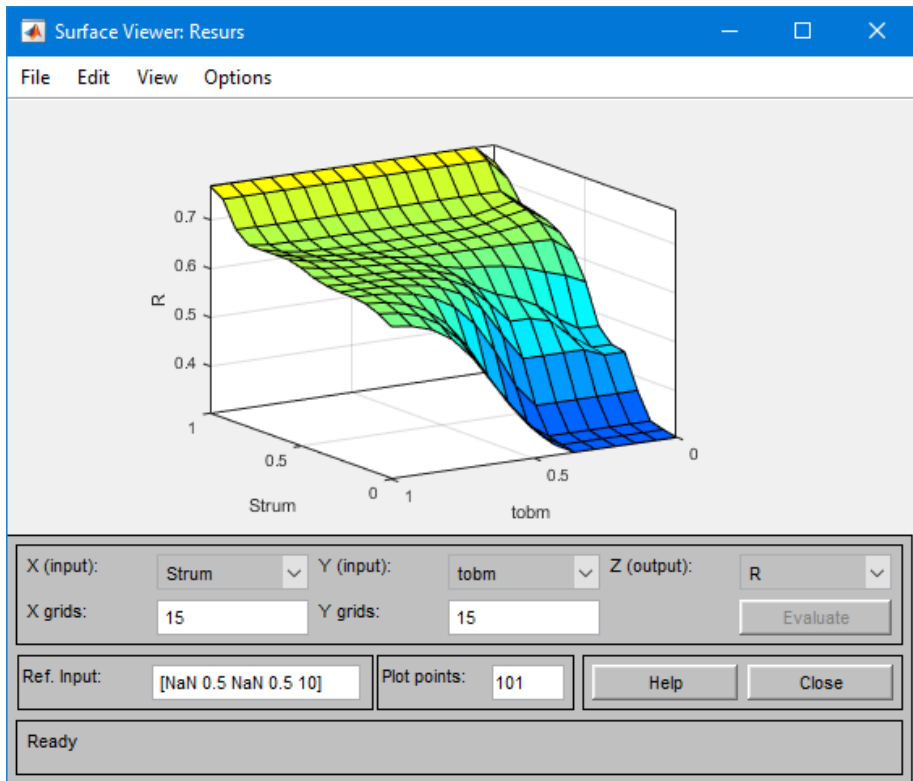 Surface Viewer: Resurs
File Edit View Options
0.7
0.6
0.5
0.4
R
1
0.5
0
Strum
1
0.5
0
tobm
X (input): Strum Y (input): tobm Z (output): R
X grids: 15 Y grids: 15 Evaluate
Ref. Input: [NaN 0.5 NaN 0.5 10] Plot points: 101 Help Close
Ready